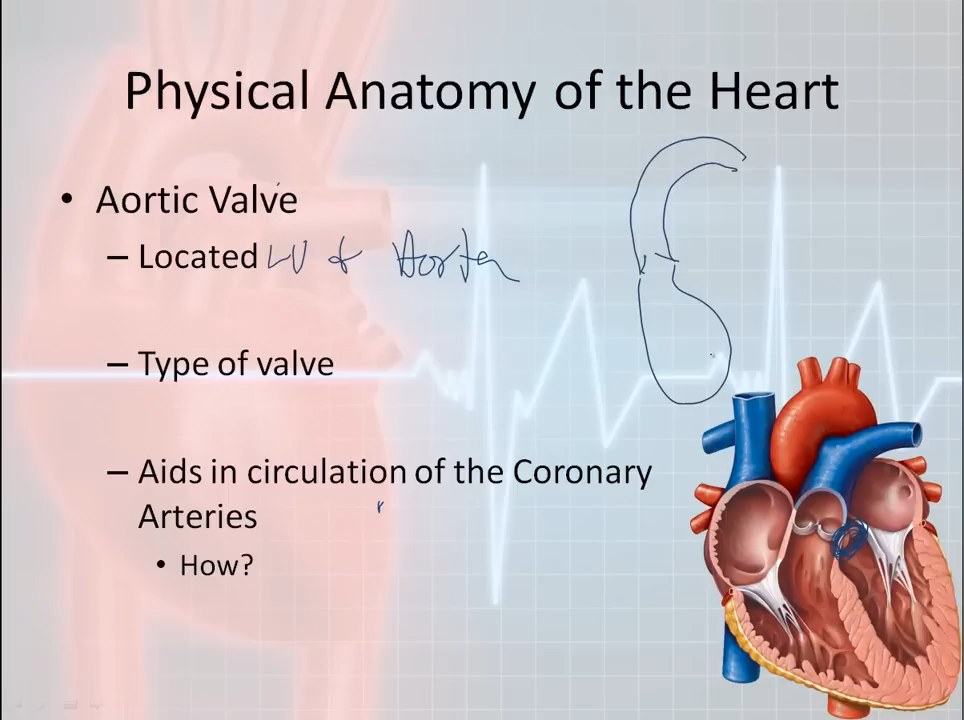 Physical Anatomy of the Heart
• Aortic Valve
– Located LV & Aorta
– Type of valve
– Aids in circulation of the Coronary
Arteries
• How?